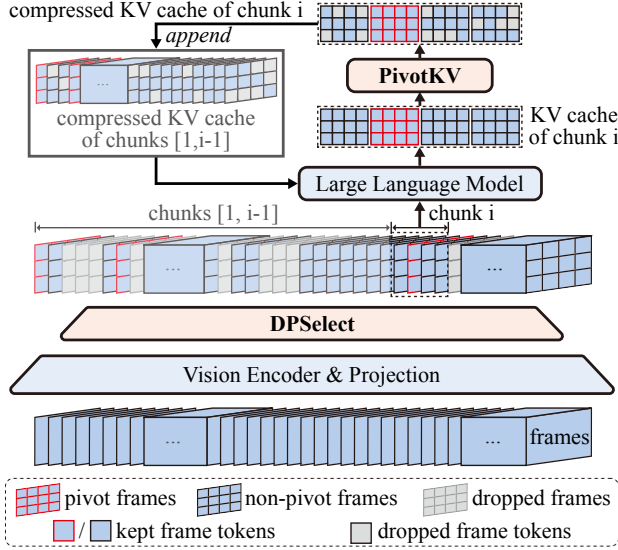 compressed KV cache of chunk i
append
PivotKV
...
compressed KV cache
of chunks [1,i-1]
KV cache
of chunk i
Large Language Model
chunks [1, i-1]
chunk i
...
...
DPSelect
Vision Encoder & Projection
...
...
frames
pivot frames
non-pivot frames
dropped frames
/ kept frame tokens
dropped frame tokens